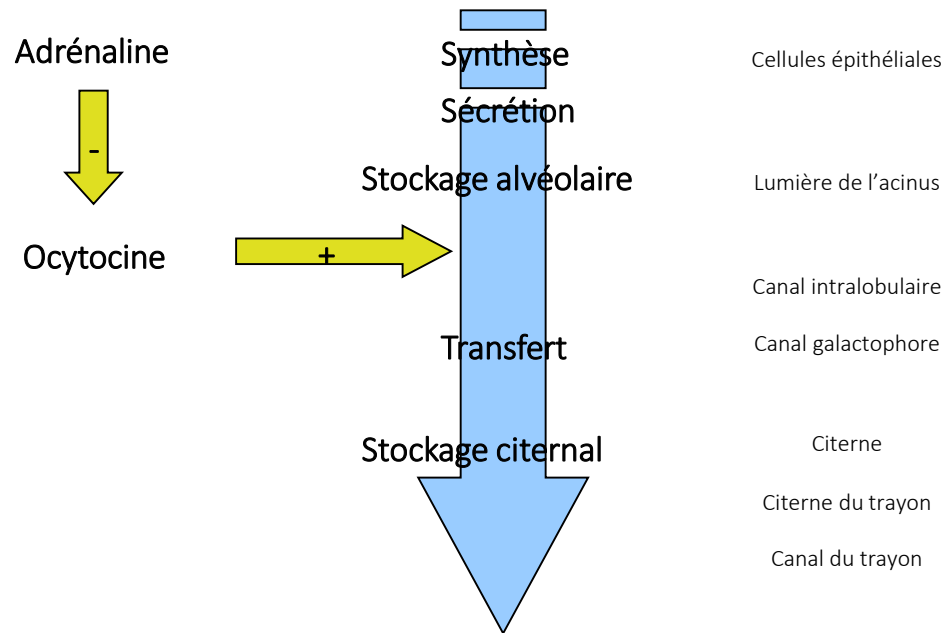 Adrénaline
Synthèse
Cellules épithéliales
-
Sécrétion
Stockage alvéolaire
Lumière de l’acinus
Ocytocine
+
Canal intralobulaire
Transfert
Canal galactophore
Stockage citernal
Citerne
Citerne du trayon
Canal du trayon